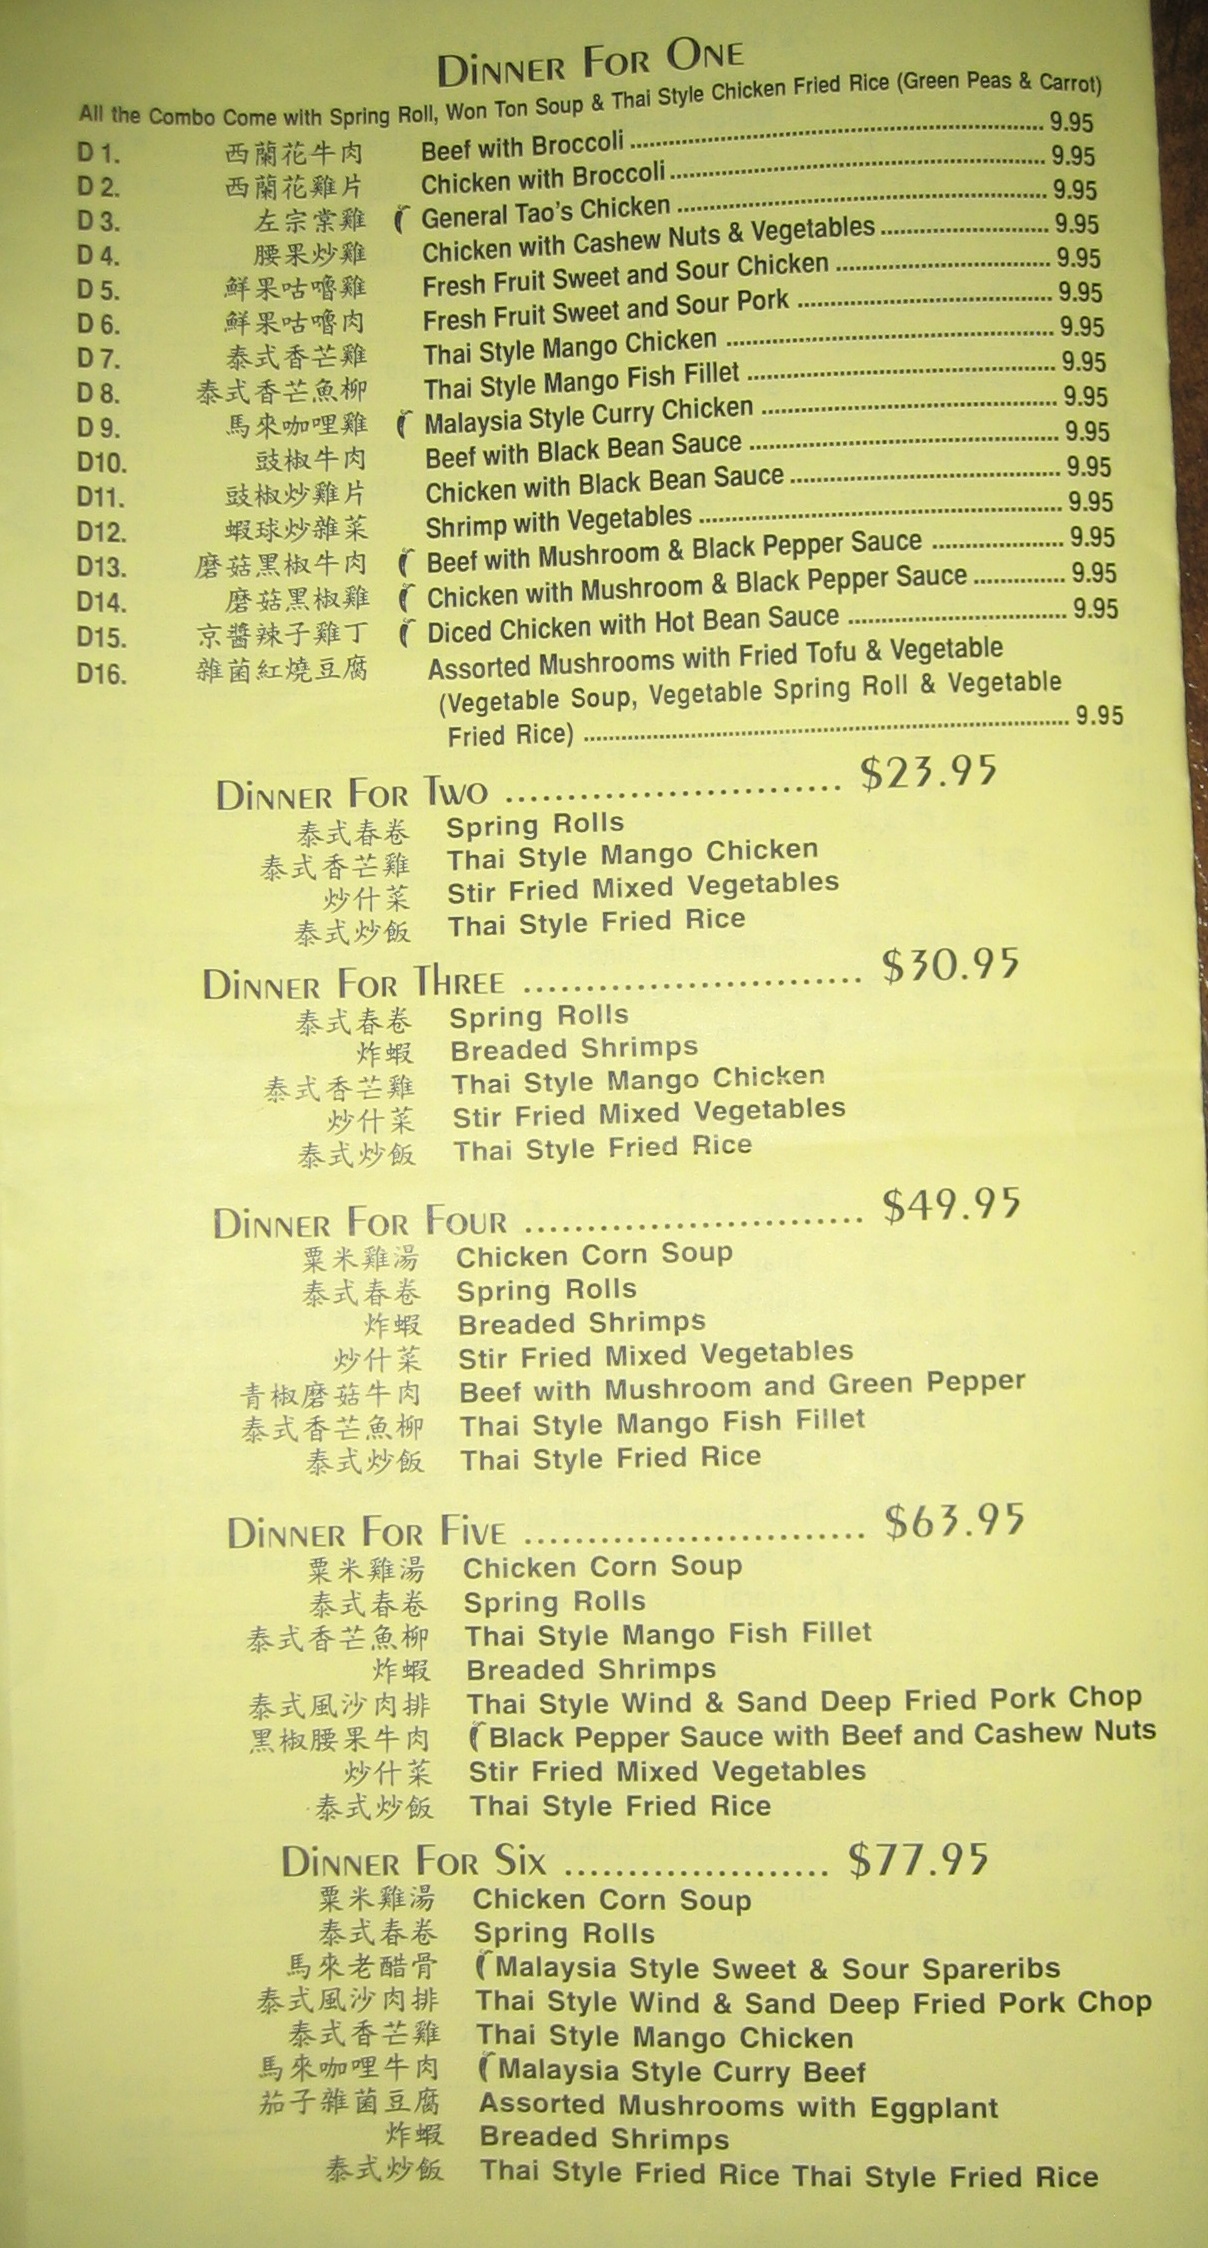 Dinner For One
All the Combo Come with Spring Roll, Won Ton Soup & Thai Style Chicken Fried Rice (Green Peas & Carrot)
D 1. 西蘭花牛肉 Beef with Broccoli 9.95
D 2. 西蘭花雞片 Chicken with Broccoli 9.95
D 3. 左宗棠雞 General Tao's Chicken 9.95
D 4. 腰果炒雞 Chicken with Cashew Nuts & Vegetables 9.95
D 5. 鮮果咕嚕雞 Fresh Fruit Sweet and Sour Chicken 9.95
D 6. 鮮果咕嚕肉 Fresh Fruit Sweet and Sour Pork 9.95
D 7. 泰式香芒雞 Thai Style Mango Chicken 9.95
D 8. 泰式香芒魚柳 Thai Style Mango Fish Fillet 9.95
D 9. 馬來咖哩雞 Malaysia Style Curry Chicken 9.95
D10. 豉椒牛肉 Beef with Black Bean Sauce 9.95
D11. 豉椒炒雞片 Chicken with Black Bean Sauce 9.95
D12. 蝦球炒雜菜 Shrimp with Vegetables 9.95
D13. 磨菇黑椒牛肉 Beef with Mushroom & Black Pepper Sauce 9.95
D14. 磨菇黑椒雞 Chicken with Mushroom & Black Pepper Sauce 9.95
D15. 京醬辣子雞丁 Diced Chicken with Hot Bean Sauce 9.95
D16. 雜菌紅燒豆腐 Assorted Mushrooms with Fried Tofu & Vegetable
(Vegetable Soup, Vegetable Spring Roll & Vegetable
Fried Rice) 9.95
Dinner For Two $23.95
泰式春卷 Spring Rolls
泰式香芒雞 Thai Style Mango Chicken
炒什菜 Stir Fried Mixed Vegetables
泰式炒飯 Thai Style Fried Rice
Dinner For Three $30.95
泰式春卷 Spring Rolls
炸蝦 Breaded Shrimps
泰式香芒雞 Thai Style Mango Chicken
炒什菜 Stir Fried Mixed Vegetables
泰式炒飯 Thai Style Fried Rice
Dinner For Four $49.95
粟米雞湯 Chicken Corn Soup
泰式春卷 Spring Rolls
炸蝦 Breaded Shrimps
炒什菜 Stir Fried Mixed Vegetables
青椒磨菇牛肉 Beef with Mushroom and Green Pepper
泰式香芒魚柳 Thai Style Mango Fish Fillet
泰式炒飯 Thai Style Fried Rice
Dinner For Five $63.95
粟米雞湯 Chicken Corn Soup
泰式春卷 Spring Rolls
泰式香芒魚柳 Thai Style Mango Fish Fillet
炸蝦 Breaded Shrimps
泰式風沙肉排 Thai Style Wind & Sand Deep Fried Pork Chop
黑椒腰果牛肉 Black Pepper Sauce with Beef and Cashew Nuts
炒什菜 Stir Fried Mixed Vegetables
泰式炒飯 Thai Style Fried Rice
Dinner For Six $77.95
粟米雞湯 Chicken Corn Soup
泰式春卷 Spring Rolls
馬來老醋骨 Malaysia Style Sweet & Sour Spareribs
泰式風沙肉排 Thai Style Wind & Sand Deep Fried Pork Chop
泰式香芒雞 Thai Style Mango Chicken
馬來咖哩牛肉 Malaysia Style Curry Beef
茄子雜菌豆腐 Assorted Mushrooms with Eggplant
炸蝦 Breaded Shrimps
泰式炒飯 Thai Style Fried Rice Thai Style Fried Rice